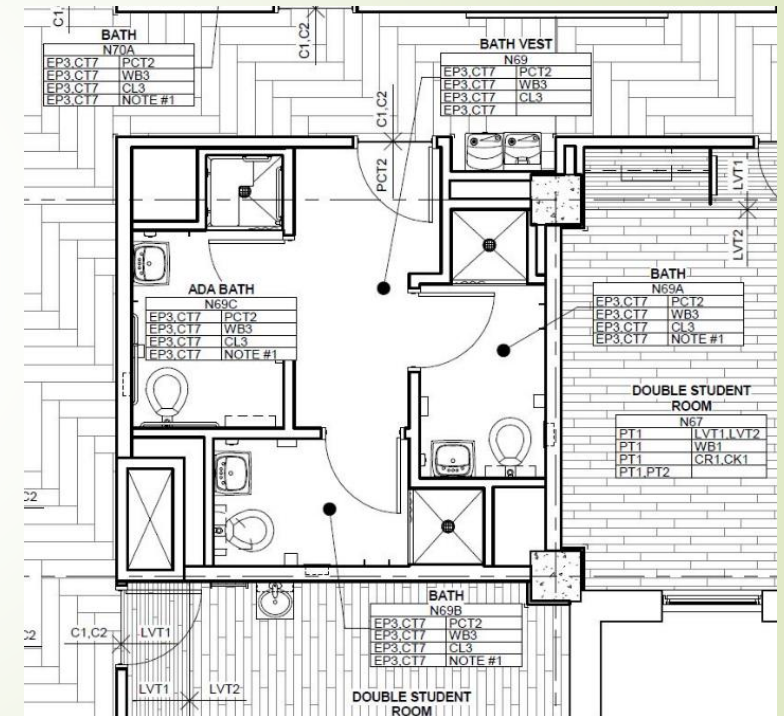 C1,
C1,C2
BATH
N70A
EP3,CT7 PCT2
EP3,CT7 WB3
EP3,CT7 CL3
EP3,CT7 NOTE #1
BATH VEST
N69
EP3,CT7 PCT2
EP3,CT7 WB3
EP3,CT7 CL3
EP3,CT7
C1,C2
PCT2
LVT1
LVT2
ADA BATH
N69C
EP3,CT7 PCT2
EP3,CT7 WB3
EP3,CT7 CL3
EP3,CT7 NOTE #1
BATH
N69A
EP3,CT7 PCT2
EP3,CT7 WB3
EP3,CT7 CL3
EP3,CT7 NOTE #1
DOUBLE STUDENT
ROOM
N67
PT1 LVT1,LVT2
PT1 WB1
PT1 CR1,CK1
PT1,PT2
C2
BATH
N69B
EP3,CT7 PCT2
EP3,CT7 WB3
EP3,CT7 CL3
EP3,CT7 NOTE #1
C2
C1,C2 LVT1
LVT1 LVT2
DOUBLE STUDENT
ROOM